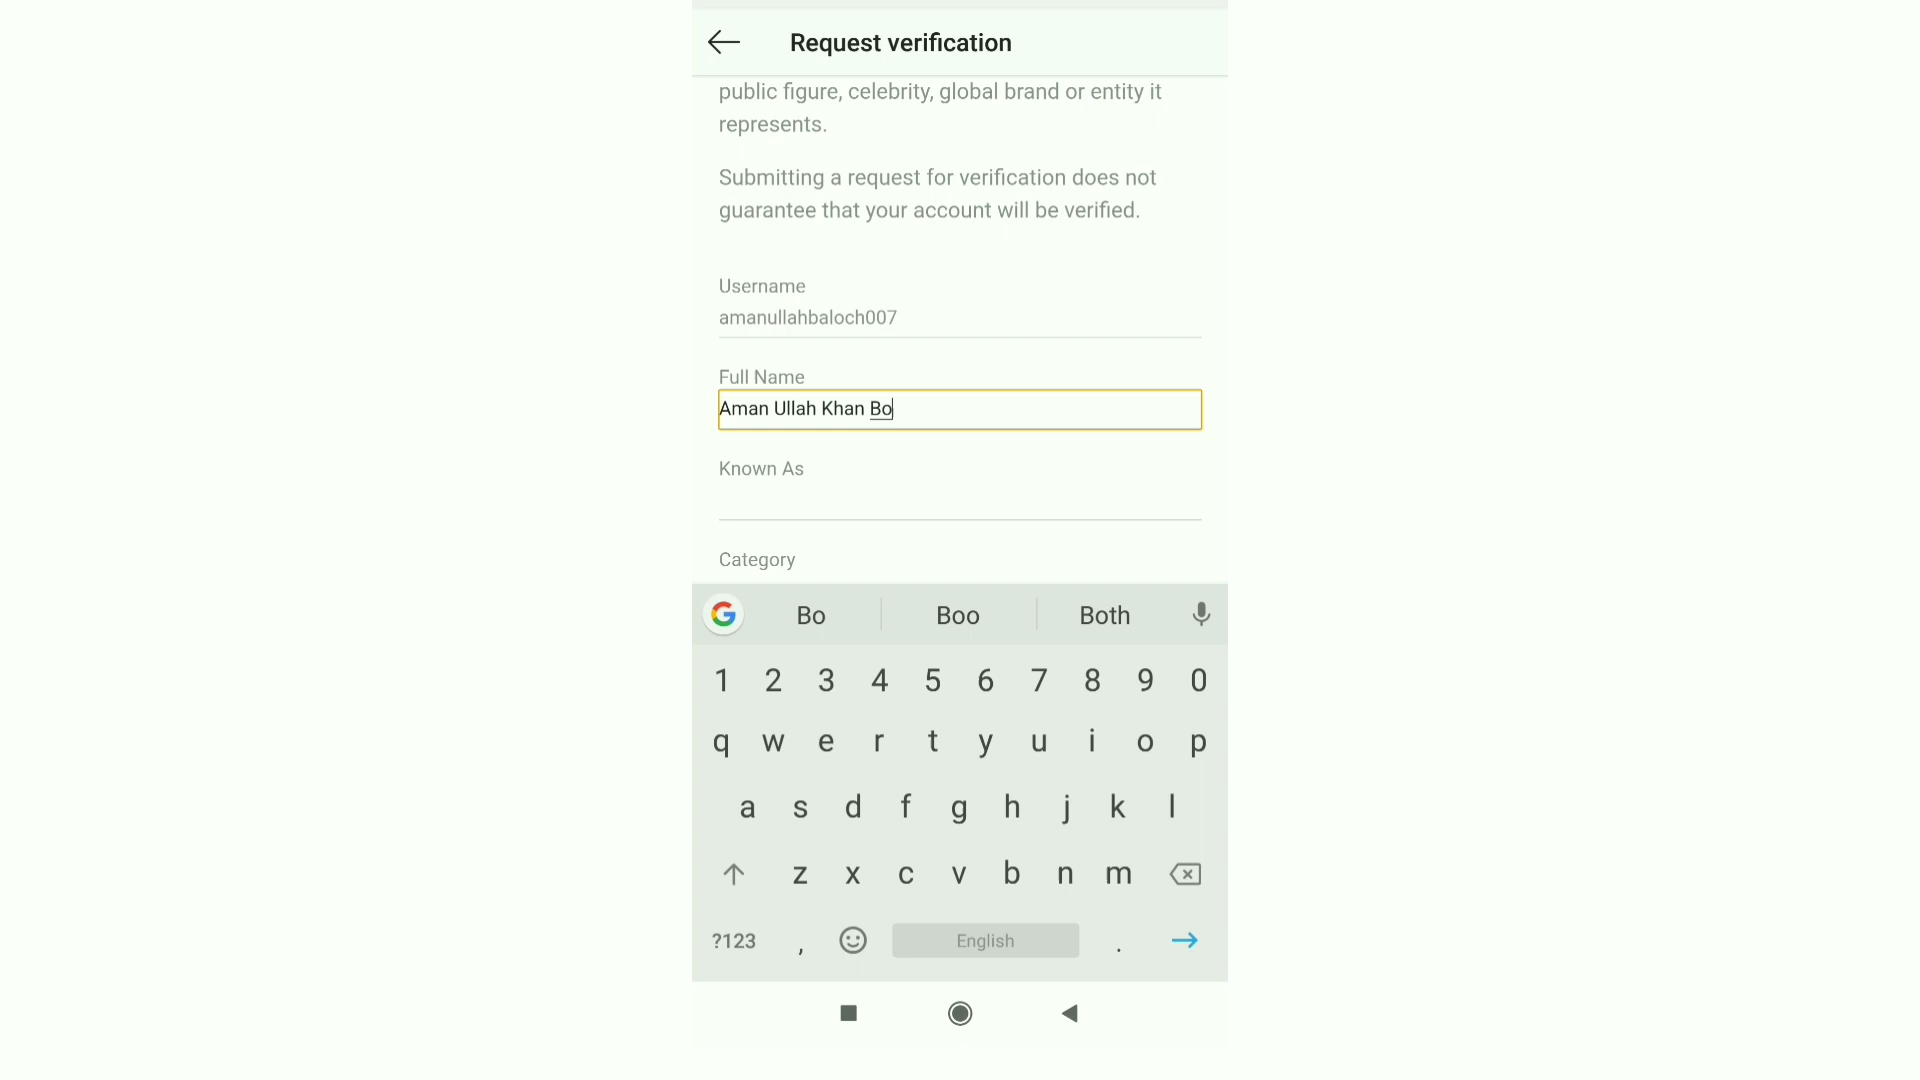 Request verification
public figure, celebrity, global brand or entity it
represents.
Submitting a request for verification does not
guarantee that your account will be verified.
Username
amanullahbaloch007
Full Name
Aman Ullah Khan Bo
Known As
Category
G Bo Boo Both
1 2 3 4 5 6 7 8 9 0
q w e r t y u i o p
a s d f g h j k l
z x c v b n m
?123 , English .